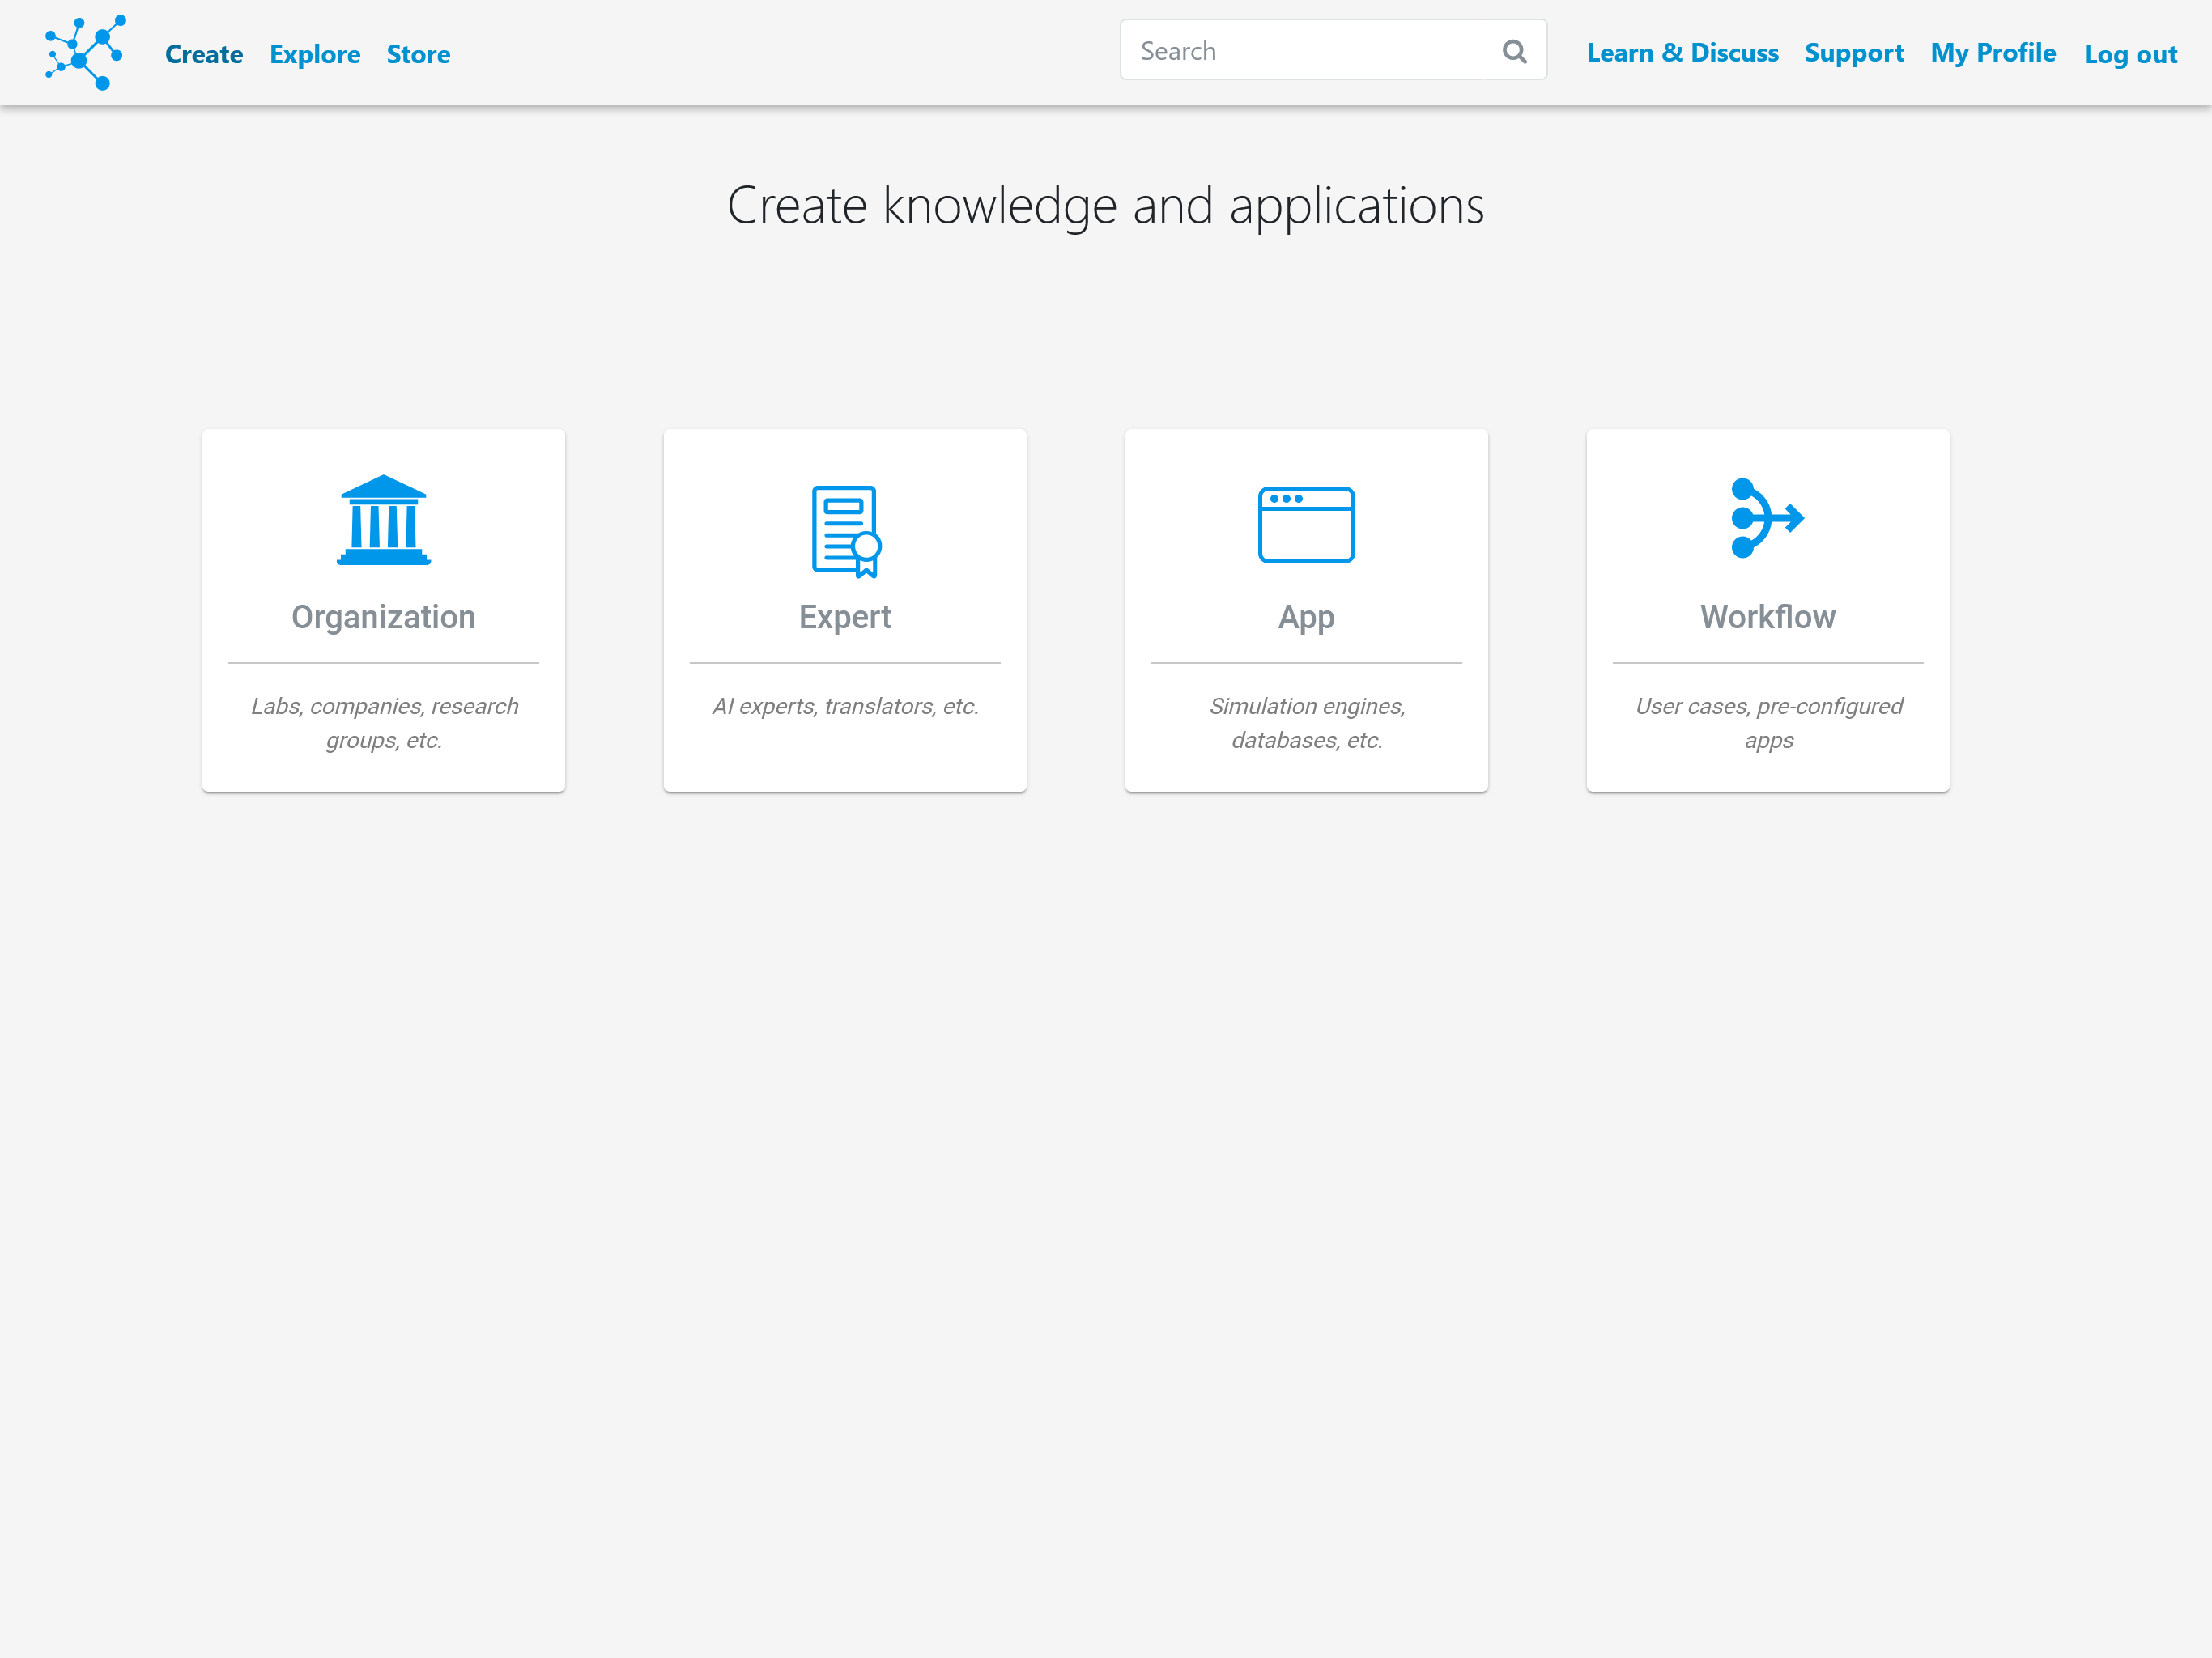 Create Explore Store Search Learn & Discuss Support My Profile Log out
Create knowledge and applications
Organization
Labs, companies, research
groups, etc.
Expert
AI experts, translators, etc.
App
Simulation engines,
databases, etc.
Workflow
User cases, pre-configured
apps